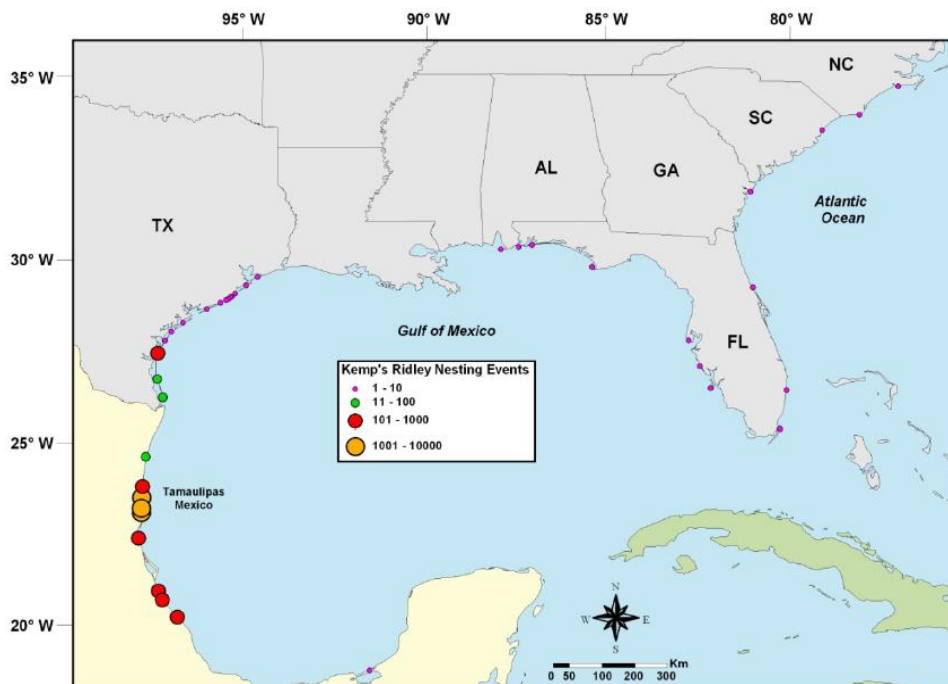 95° W 90° W 85° W 80° W
35° W
NC
SC
AL
GA
TX
Atlantic
Ocean
30° W
Gulf of Mexico
FL
Kemp's Ridley Nesting Events
1 - 10
11 - 100
101 - 1000
1001 - 10000
25° W
Tamaulipas
Mexico
N
W E
S
20° W
Km
0 50 100 200 300